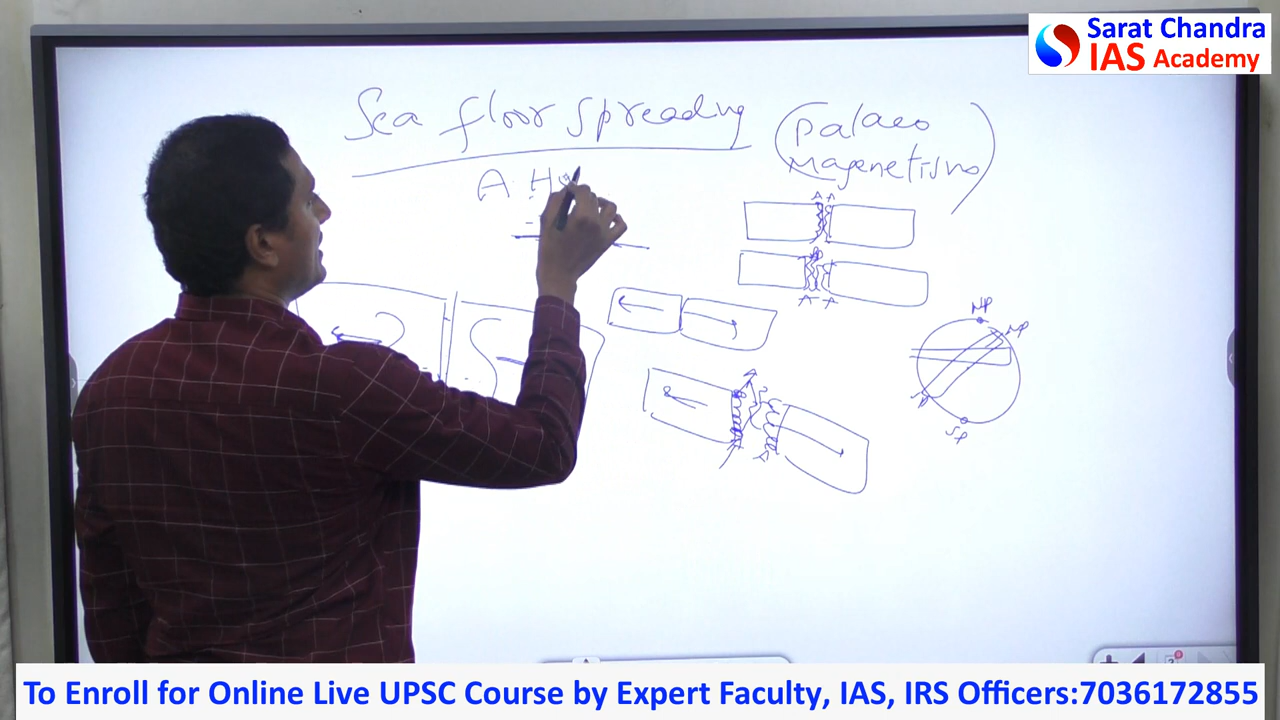 Sarat Chandra
IAS Academy
Sea floor spreading
(Palaeo
Magenetism)
A. H
A A
A A
NP
NP
SP
To Enroll for Online Live UPSC Course by Expert Faculty, IAS, IRS Officers:7036172855